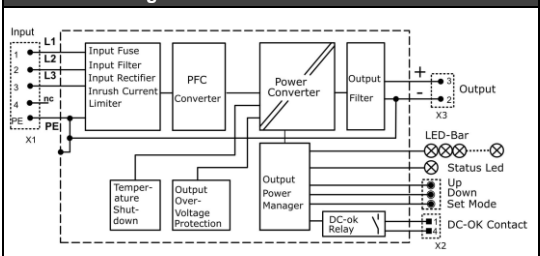 Input
L1
1
L2
2
L3
3
nc
4
PE
PE
X1
Input Fuse
Input Filter
Input Rectifier
Inrush Current
Limiter
PFC
Converter
Power
Converter
Output
Filter
+
-
3
2
Output
X3
LED-Bar
Status Led
Up
Down
Set Mode
Temper-
ature
Shut-
down
Output
Over-
Voltage
Protection
Output
Power
Manager
DC-ok
Relay
1
4
DC-OK Contact
X2